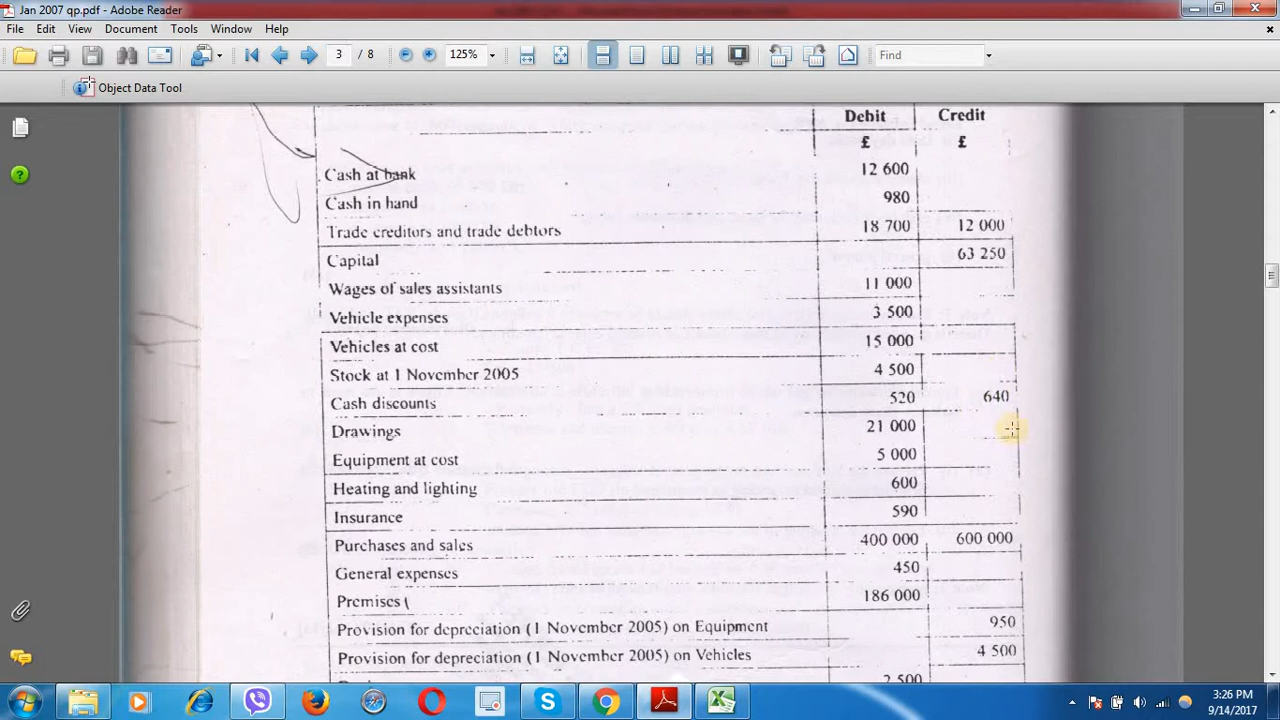 Jan 2007 qp.pdf - Adobe Reader
File Edit View Document Tools Window Help
3 / 8 125% Find
Object Data Tool
Debit Credit
£ £
Cash at bank 12 600
Cash in hand 980
Trade creditors and trade debtors 18 700 12 000
Capital 63 250
Wages of sales assistants 11 000
Vehicle expenses 3 500
Vehicles at cost 15 000
Stock at 1 November 2005 4 500
Cash discounts 520 640
Drawings 21 000
Equipment at cost 5 000
Heating and lighting 600
Insurance 590
Purchases and sales 400 000 600 000
General expenses 450
Premises 186 000
Provision for depreciation (1 November 2005) on Equipment 950
Provision for depreciation (1 November 2005) on Vehicles 4 500
2 500
3:26 PM
9/14/2017